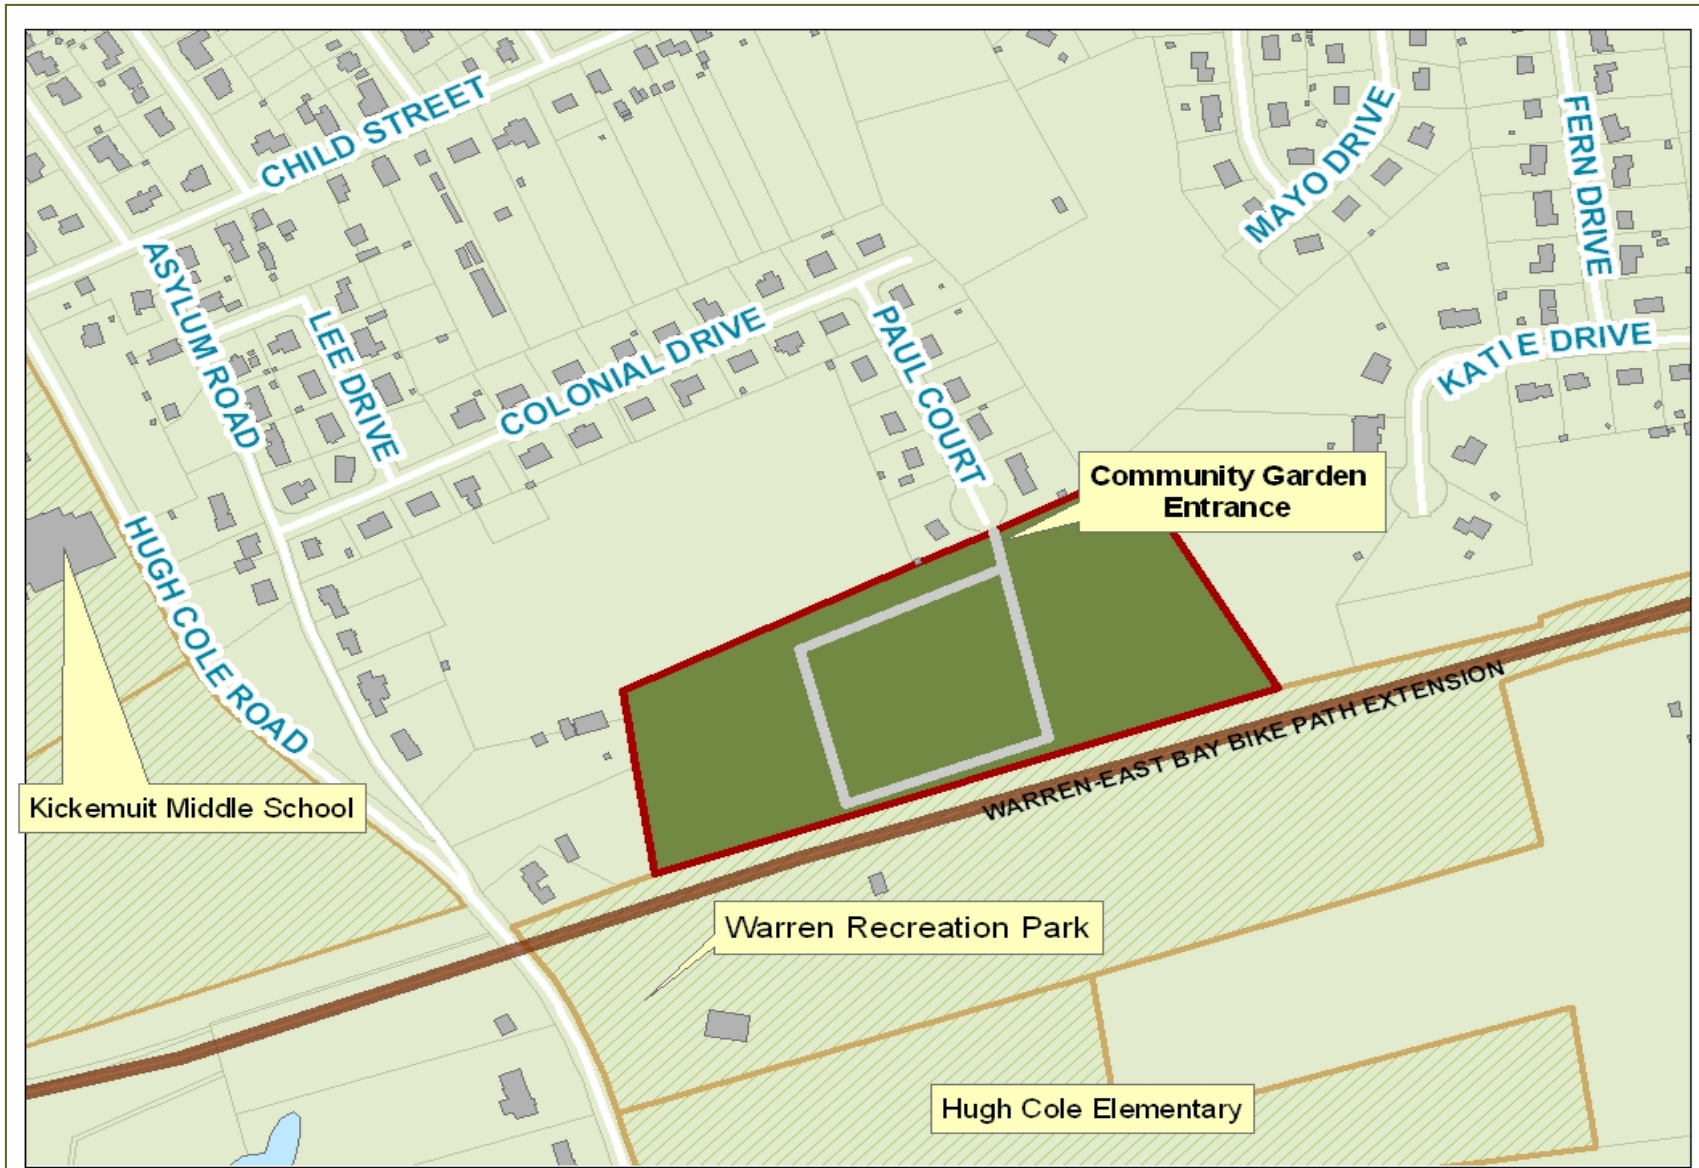 CHILD STREET
MAYO DRIVE
FERN DRIVE
ASYLUM ROAD
LEE DRIVE
COLONIAL DRIVE
PAUL COURT
KATIE DRIVE
Community Garden
Entrance
HUGH COLE ROAD
WARREN-EAST BAY BIKE PATH EXTENSION
Kickemuit Middle School
Warren Recreation Park
Hugh Cole Elementary